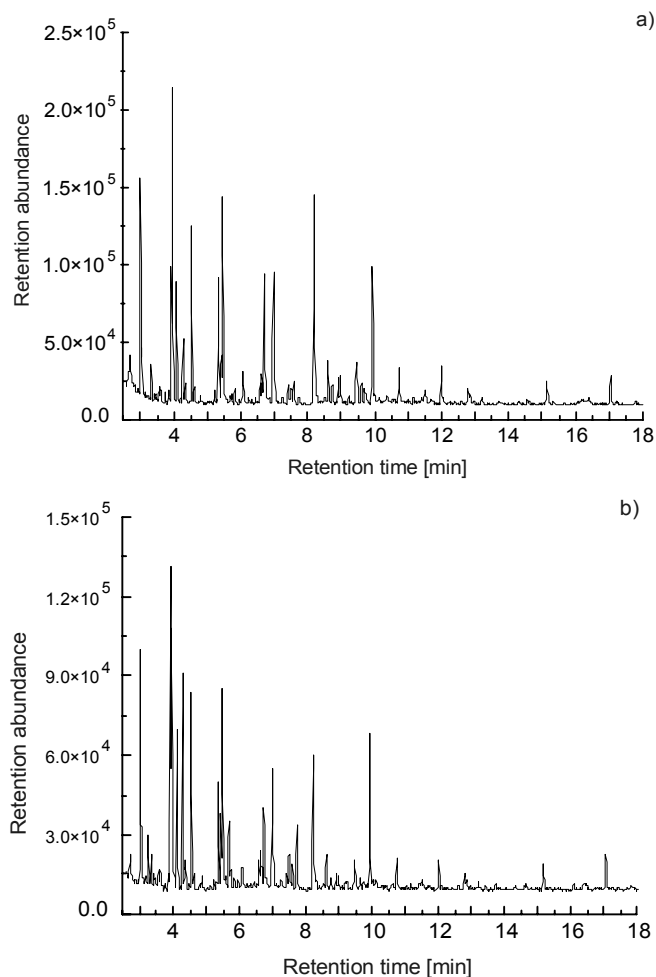 a)
2.5×10⁵
2.0×10⁵
1.5×10⁵
1.0×10⁵
5.0×10⁴
0.0
Retention abundance
4 6 8 10 12 14 16 18
Retention time [min]
b)
1.5×10⁵
1.2×10⁵
9.0×10⁴
6.0×10⁴
3.0×10⁴
0.0
Retention abundance
4 6 8 10 12 14 16 18
Retention time [min]